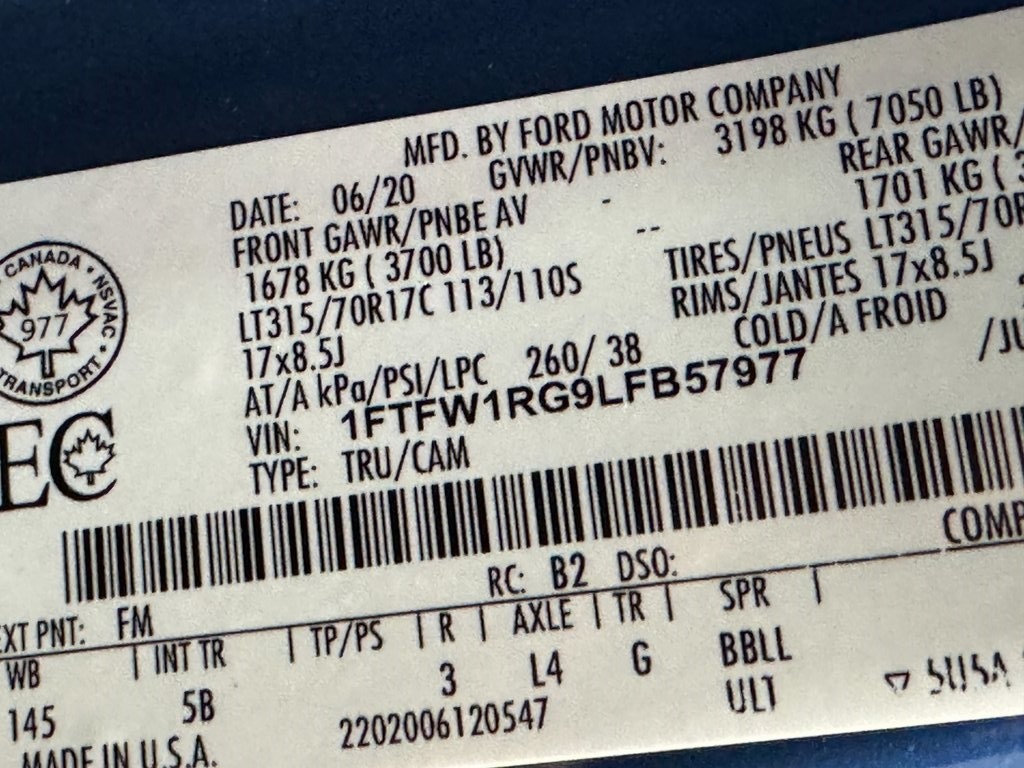 MFD. BY FORD MOTOR COMPANY
DATE: 06/20 GVWR/PNBV: 3198 KG ( 7050 LB)
FRONT GAWR/PNBE AV - REAR GAWR/
1678 KG ( 3700 LB) -- 1701 KG (
LT315/70R17C 113/110S TIRES/PNEUS LT315/70R
17x8.5J RIMS/JANTES 17x8.5J
AT/A kPa/PSI/LPC 260/ 38 COLD/A FROID
VIN: 1FTFW1RG9LFB57977
TYPE: TRU/CAM
CANADA • NSVAC •
977
TRANSPORT •
EC
COMP
RC: B2 DSO:
EXT PNT: FM
WB | INT TR | TP/PS | R | AXLE | TR | SPR |
145 5B 3 L4 G BBLL
2202006120547 ULT
MADE IN U.S.A.